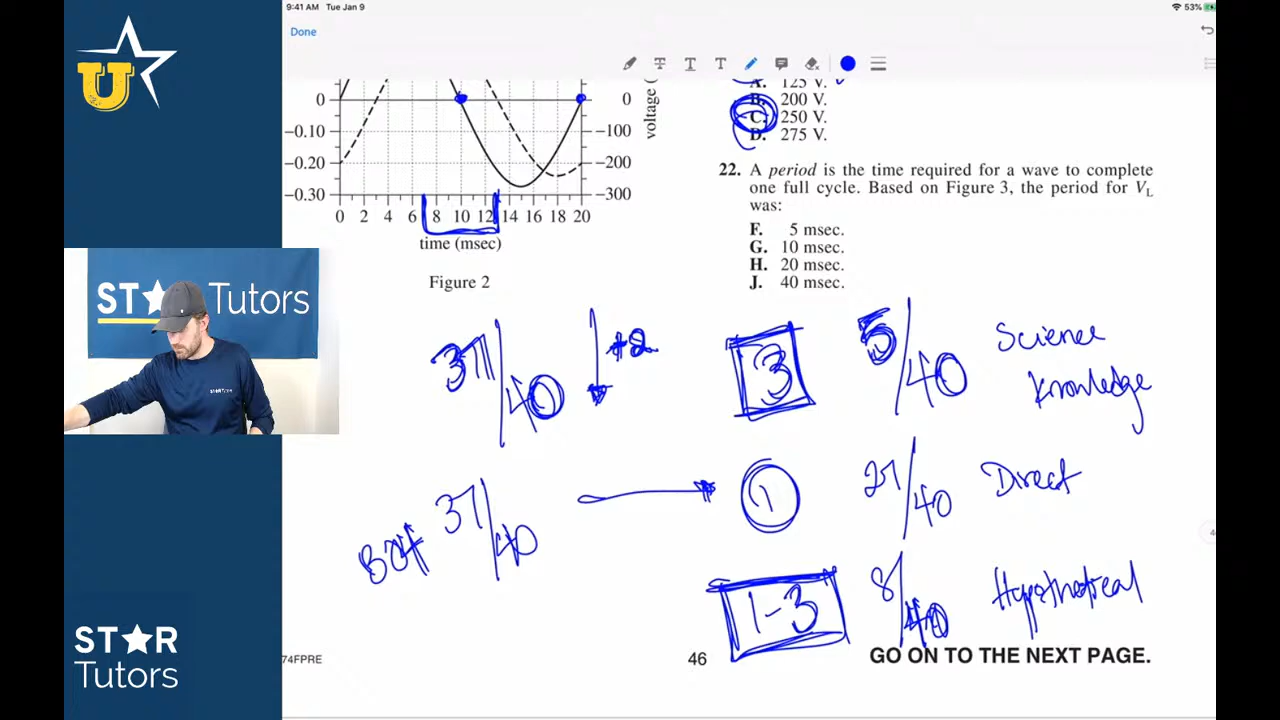 9:41 AM Tue Jan 9
53%
Done
U
0
−0.10
−0.20
−0.30
0
−100
−200
−300
voltage (
0 2 4 6 8 10 12 14 16 18 20
time (msec)
Figure 2
A. 125 V.
B. 200 V.
C. 250 V.
D. 275 V.
22. A period is the time required for a wave to complete
one full cycle. Based on Figure 3, the period for VL
was:
F. 5 msec.
G. 10 msec.
H. 20 msec.
J. 40 msec.
STAR Tutors
STAR Tutors
37/40
+2
3
5/40
Science
Knowledge
37/40
1
27/40
Direct
1-3
8/40
Hypothetical
74FPRE
46
GO ON TO THE NEXT PAGE.
STAR
Tutors